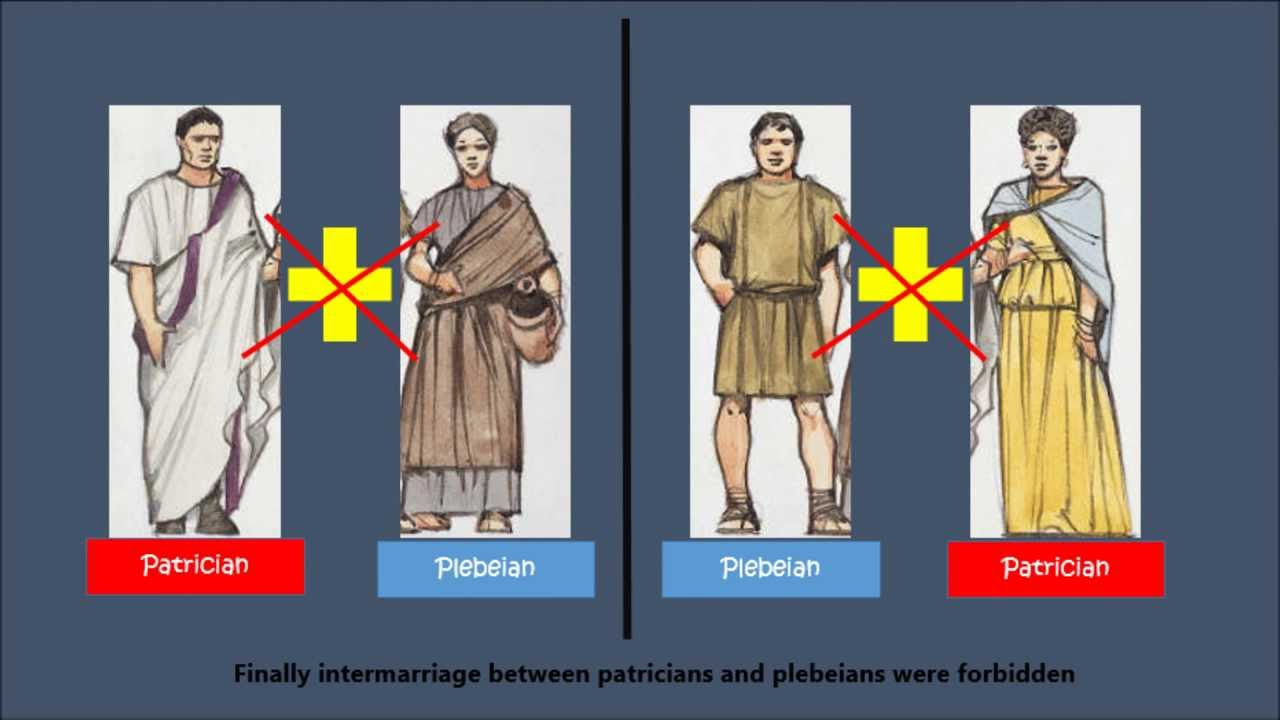 Patrician
Plebeian
Plebeian
Patrician
Finally intermarriage between patricians and plebeians were forbidden